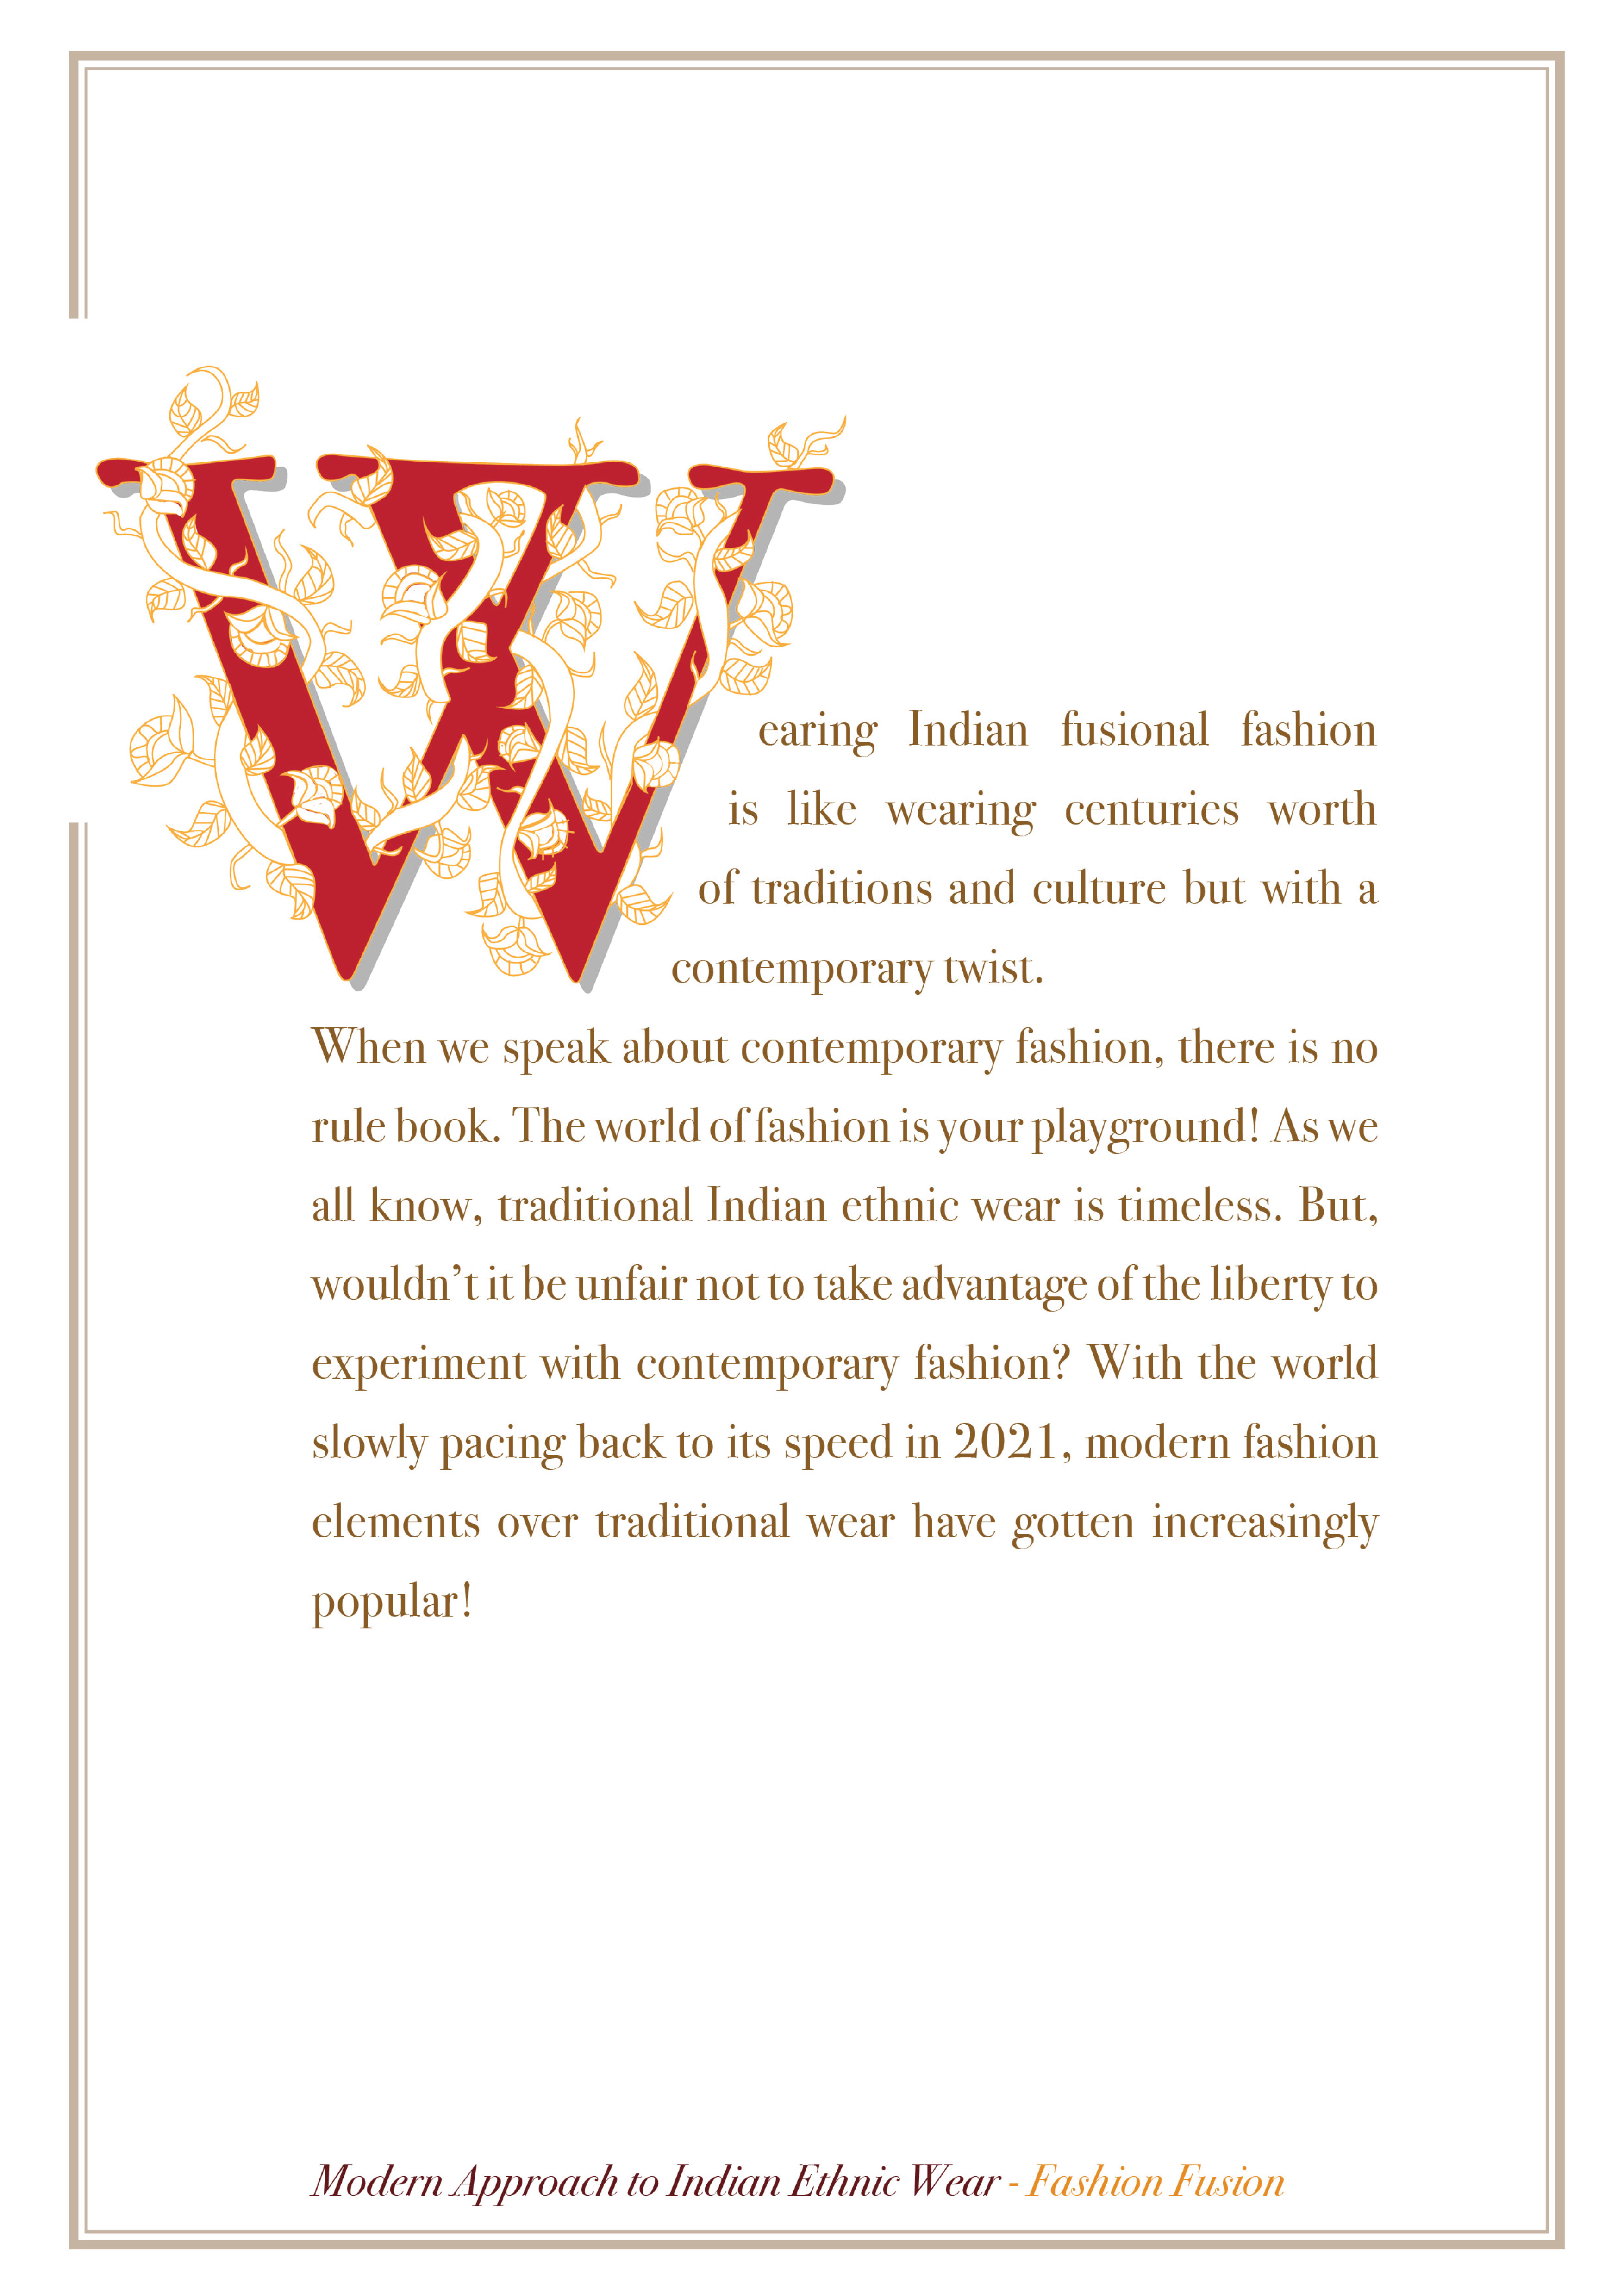 Wearing Indian fusional fashion
is like wearing centuries worth
of traditions and culture but with a
contemporary twist.
When we speak about contemporary fashion, there is no
rule book. The world of fashion is your playground! As we
all know, traditional Indian ethnic wear is timeless. But,
wouldn’t it be unfair not to take advantage of the liberty to
experiment with contemporary fashion? With the world
slowly pacing back to its speed in 2021, modern fashion
elements over traditional wear have gotten increasingly
popular!
Modern Approach to Indian Ethnic Wear - Fashion Fusion